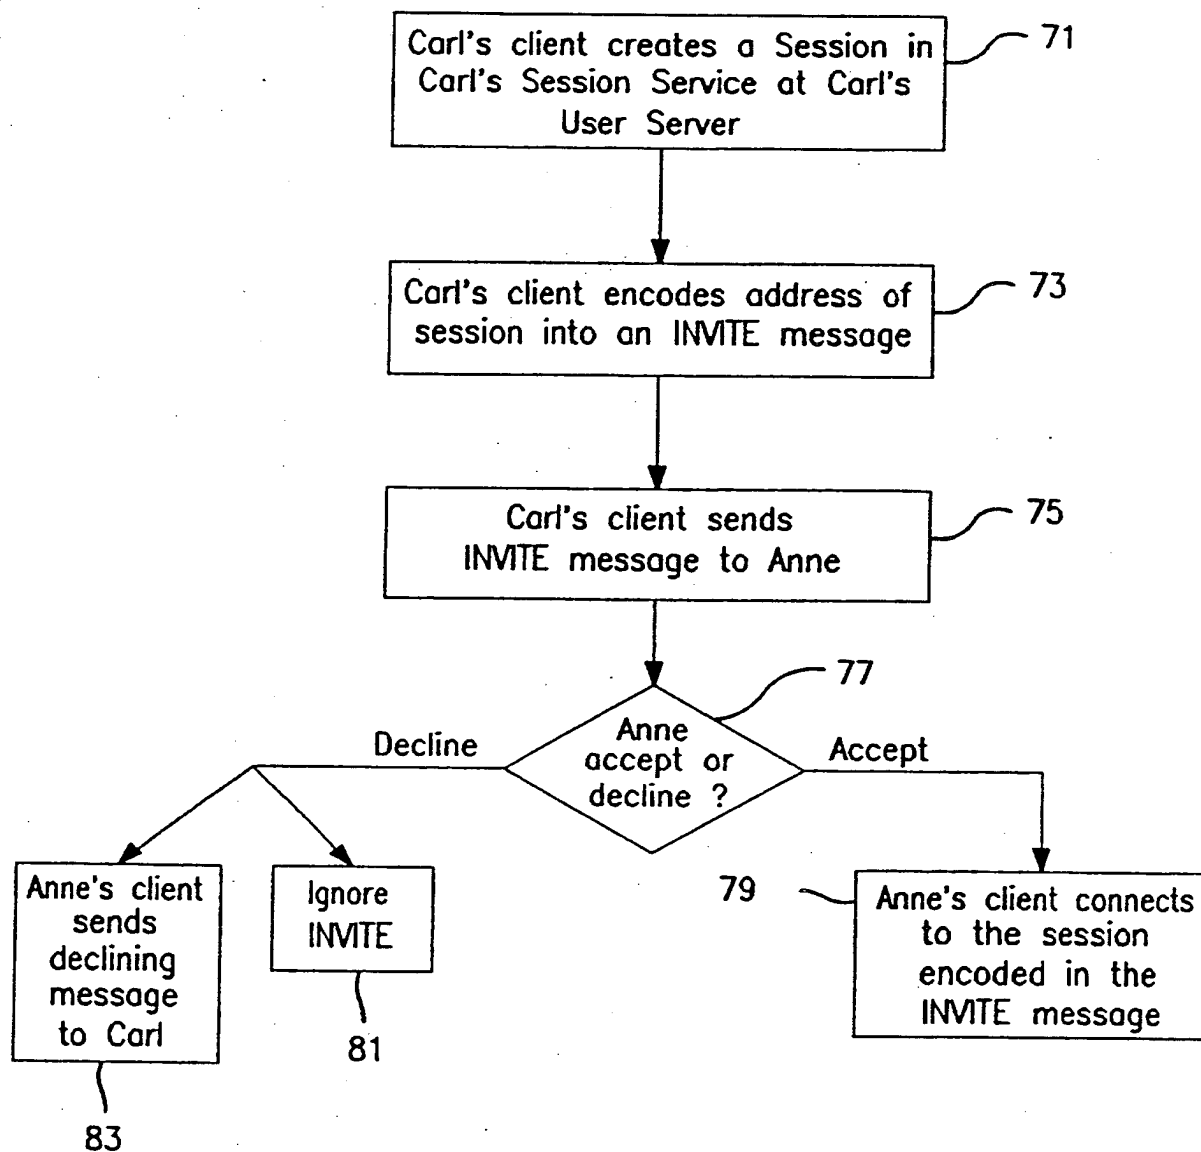 Carl's client creates a Session in
Carl's Session Service at Carl's
User Server
71
Carl's client encodes address of
session into an INVITE message
73
Carl's client sends
INVITE message to Anne
75
77
Anne
accept or
decline ?
Decline
Accept
Anne's client
sends
declining
message
to Carl
83
Ignore
INVITE
81
79
Anne's client connects
to the session
encoded in the
INVITE message